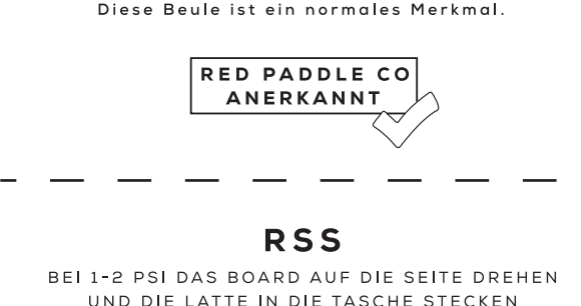 Diese Beule ist ein normales Merkmal.
RED PADDLE CO
ANERKANNT
RSS
BEI 1-2 PSI DAS BOARD AUF DIE SEITE DREHEN
UND DIE LATTE IN DIE TASCHE STECKEN